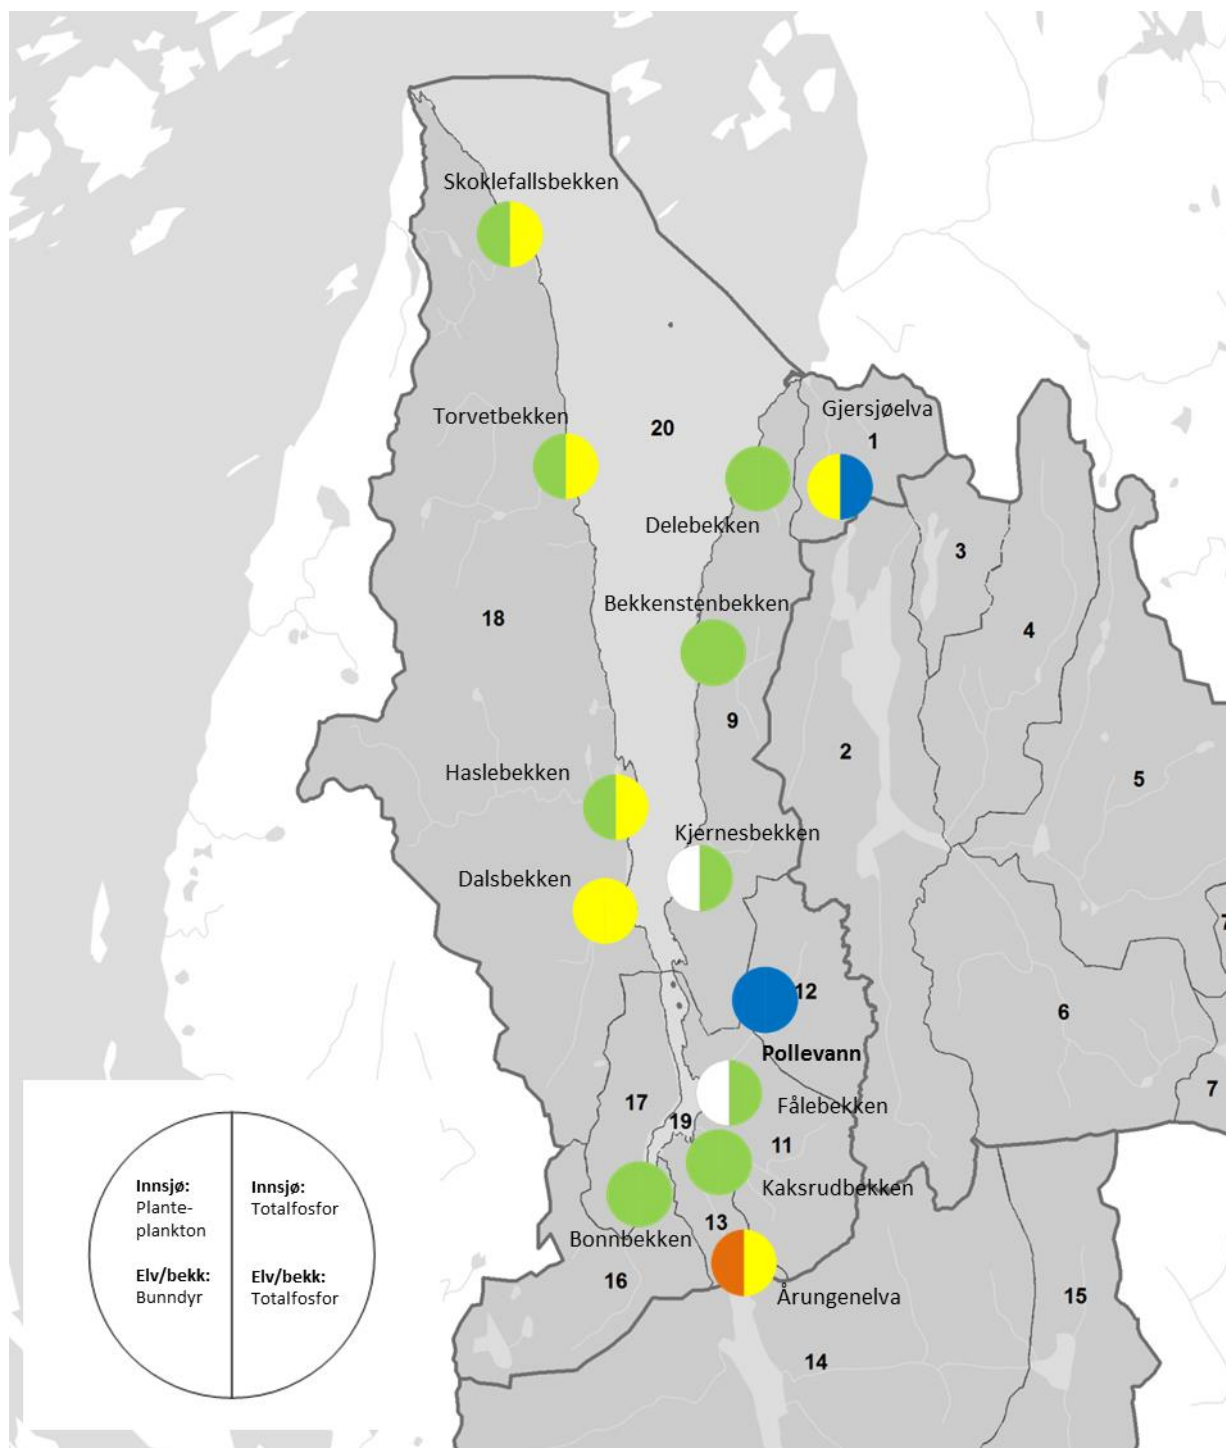 Skoklefallsbekken
Torvetbekken
20
Gjersjøelva
1
Delebekken
3
Bekkenstenbekken
18
4
9
2
5
Haslebekken
Kjernesbekken
Dalsbekken
12
7
6
Pollevann
17
Fålebekken
7
19
11
Kaksrudbekken
13
Bonnbekken
16
Årungenelva
15
14
Innsjø:
Plante-
plankton
Elv/bekk:
Bunndyr
Innsjø:
Totalfosfor
Elv/bekk:
Totalfosfor